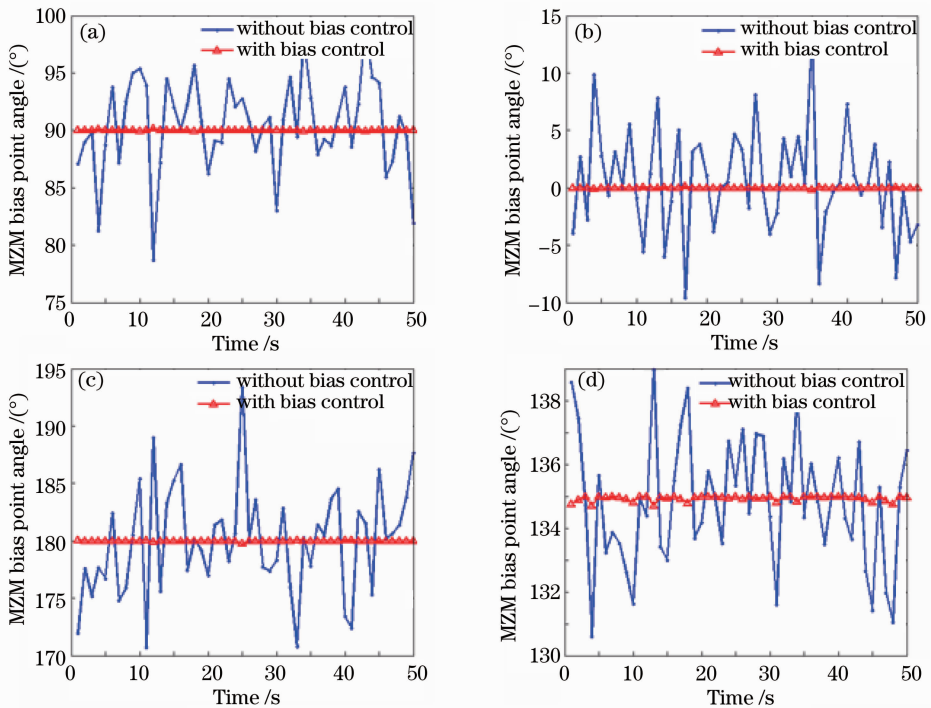 (a)
without bias control
with bias control
MZM bias point angle /(°)
100
95
90
85
80
75
0 10 20 30 40 50
Time /s
(b)
without bias control
with bias control
MZM bias point angle /(°)
15
10
5
0
−5
−10
0 10 20 30 40 50
Time /s
(c)
without bias control
with bias control
MZM bias point angle /(°)
195
190
185
180
175
170
0 10 20 30 40 50
Time /s
(d)
without bias control
with bias control
MZM bias point angle /(°)
138
136
134
132
130
0 10 20 30 40 50
Time /s